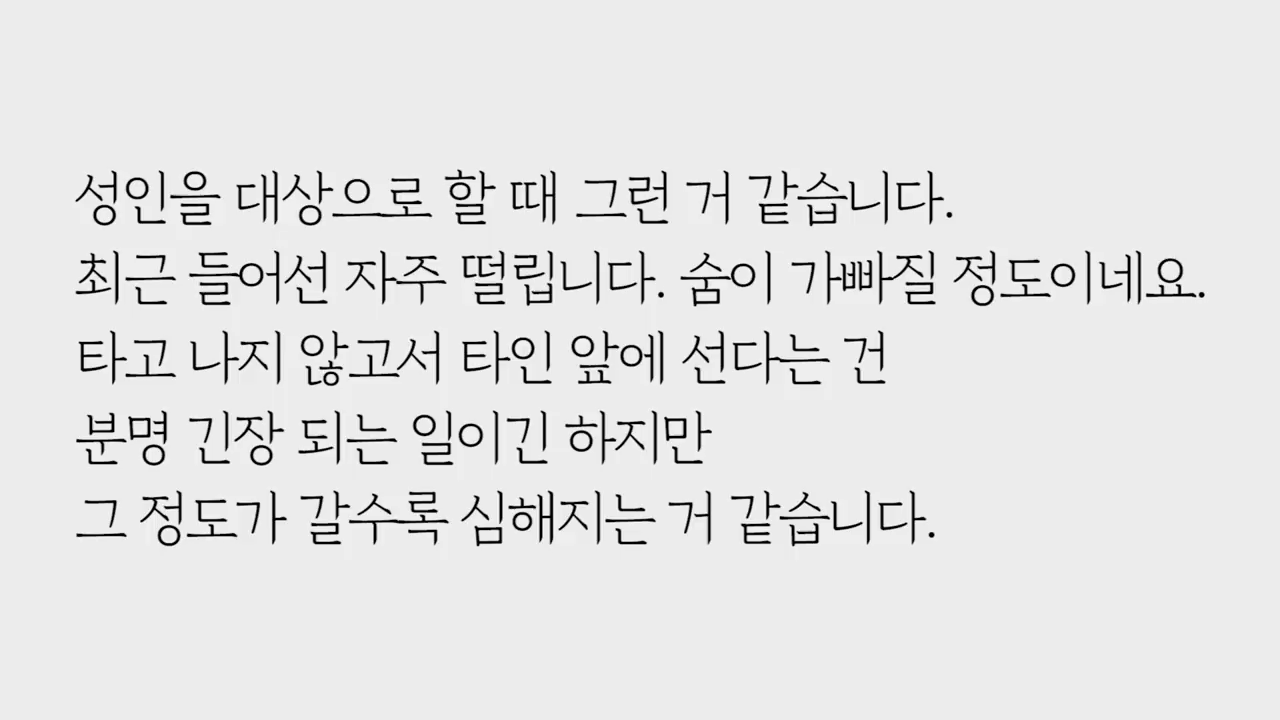 성인을 대상으로 할 때 그런 거 같습니다.
최근 들어선 자주 떨립니다. 숨이 가빠질 정도이네요.
타고 나지 않고서 타인 앞에 선다는 건
분명 긴장 되는 일이긴 하지만
그 정도가 갈수록 심해지는 거 같습니다.